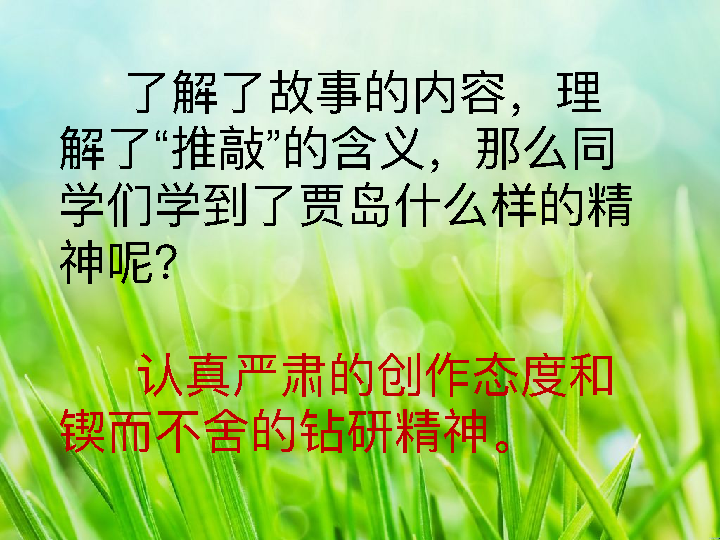 了解了故事的内容，理
解了“推敲”的含义，那么同
学们学到了贾岛什么样的精
神呢？
认真严肃的创作态度和
锲而不舍的钻研精神。